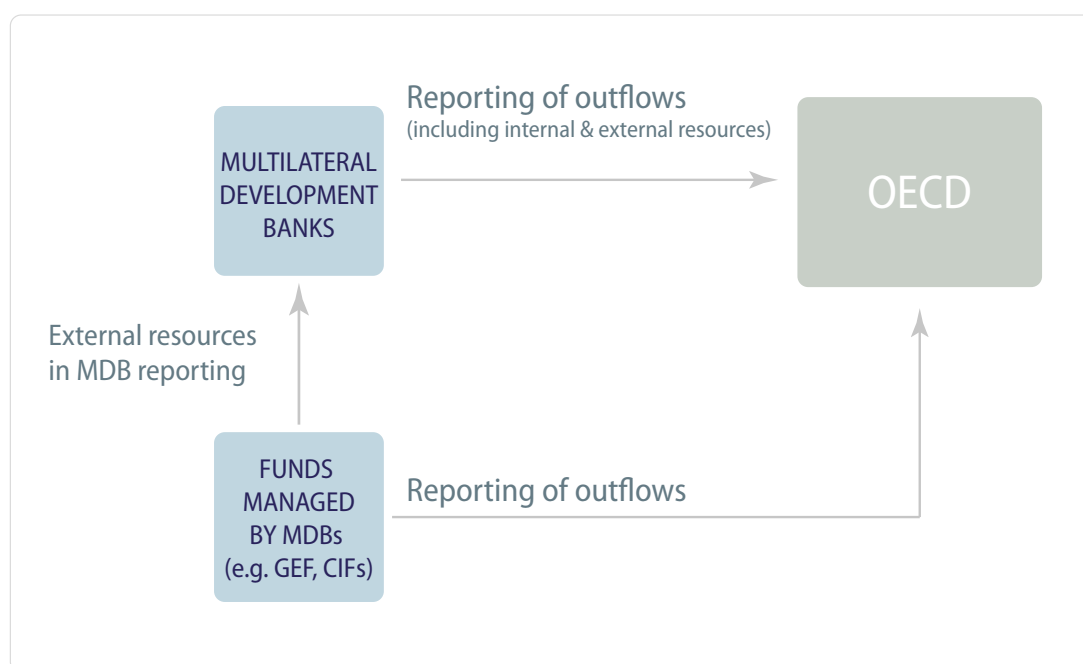 Reporting of outflows
(including internal & external resources)
MULTILATERAL
DEVELOPMENT
BANKS
OECD
External resources
in MDB reporting
FUNDS
MANAGED
BY MDBs
(e.g. GEF, CIFs)
Reporting of outflows